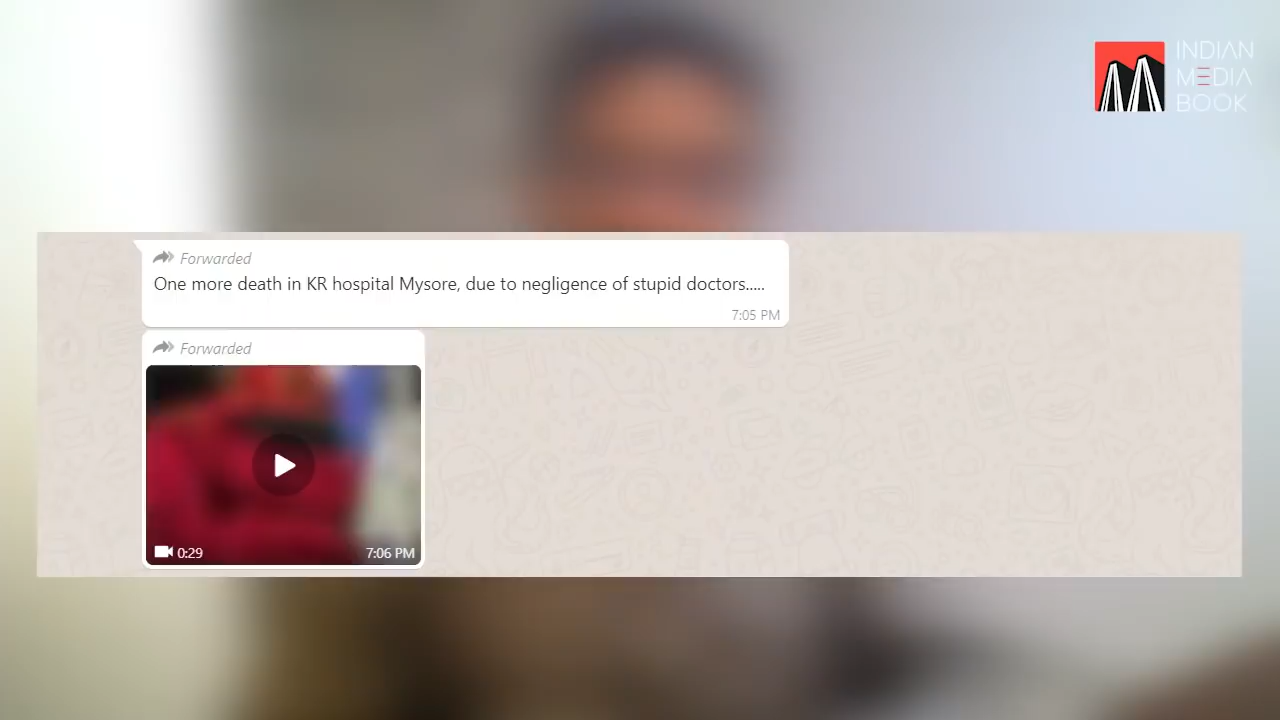 INDIAN
MEDIA
BOOK
Forwarded
One more death in KR hospital Mysore, due to negligence of stupid doctors.....
7:05 PM
Forwarded
0:29
7:06 PM